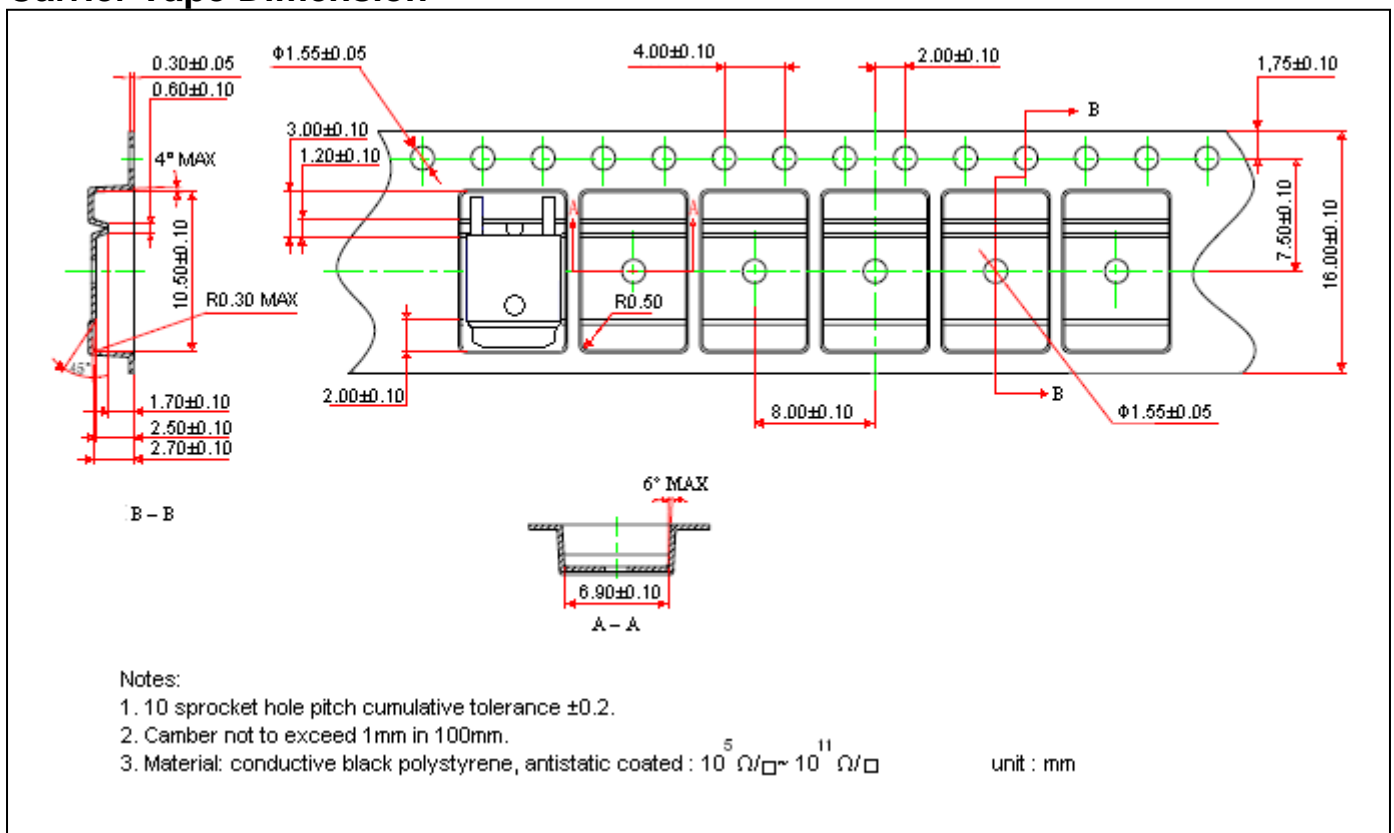 0.30±0.05
0.60±0.10
Φ1.55±0.05
4.00±0.10
2.00±0.10
1,75±0.10
B
3.00±0.10
1.20±0.10
4° MAX
A
A
10.50±0.10
7.50±0.10
16.00±0.10
R0.30 MAX
R0.50
45°
2.00±0.10
1.70±0.10
2.50±0.10
2.70±0.10
8.00±0.10
B
Φ1.55±0.05
B – B
6° MAX
6.90±0.10
A – A
Notes:
1. 10 sprocket hole pitch cumulative tolerance ±0.2.
2. Camber not to exceed 1mm in 100mm.
3. Material: conductive black polystyrene, antistatic coated : 10⁵ Ω/□~ 10¹¹ Ω/□ unit : mm